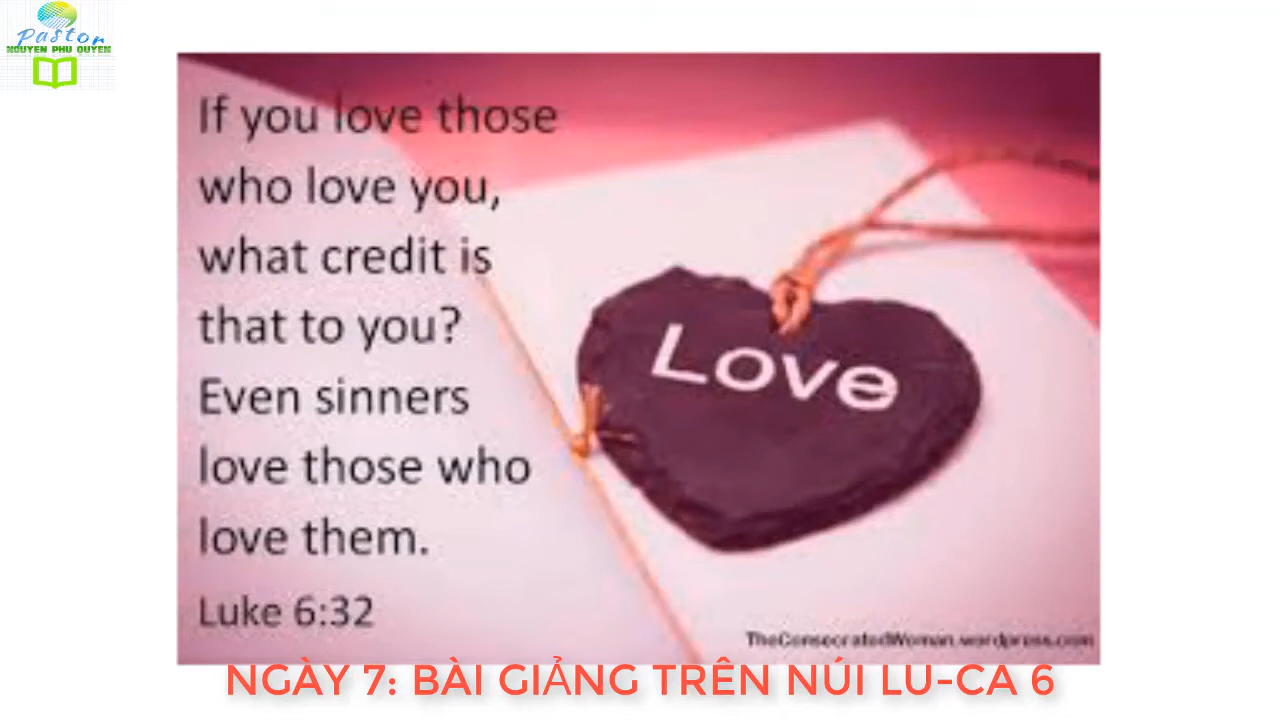 Pastor
NGUYEN PHU QUYEN
If you love those
who love you,
what credit is
that to you?
Even sinners
love those who
love them.
Luke 6:32
Love
TheConsecratedWoman.wordpress.com
NGÀY 7: BÀI GIẢNG TRÊN NÚI LU-CA 6